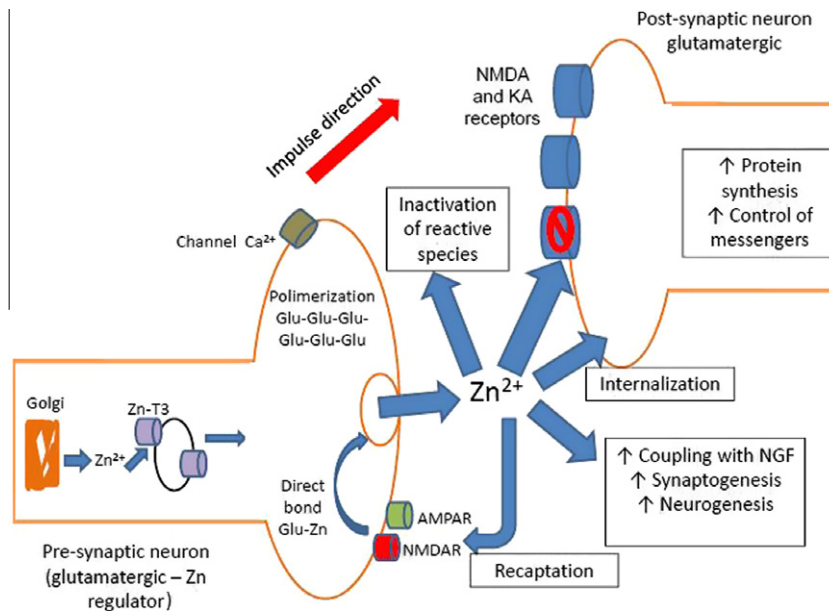 Post-synaptic neuron
glutamatergic
NMDA
and KA
receptors
Impulse direction
↑ Protein
synthesis
↑ Control of
messengers
Inactivation
of reactive
species
Channel Ca²⁺
Polimerization
Glu-Glu-Glu-
Glu-Glu-Glu
Zn²⁺
Internalization
Golgi
Zn-T3
Zn²⁺
Direct
bond
Glu-Zn
AMPAR
NMDAR
↑ Coupling with NGF
↑ Synaptogenesis
↑ Neurogenesis
Recaptation
Pre-synaptic neuron
(glutamatergic – Zn
regulator)